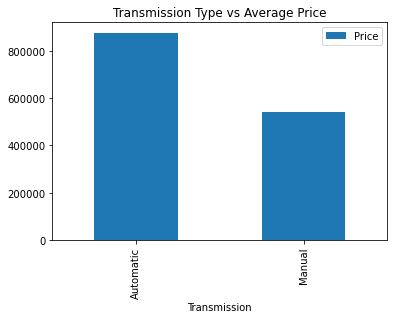 Transmission Type vs Average Price
Price
800000
600000
400000
200000
0
Automatic
Manual
Transmission